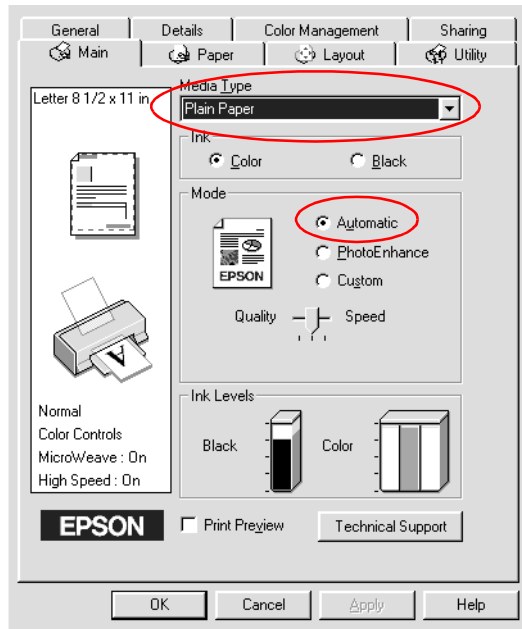 General Details Color Management Sharing
Main Paper Layout Utility
Letter 8 1/2 x 11 in
Media Type
Plain Paper
Ink
Color Black
Mode
EPSON
Automatic
PhotoEnhance
Custom
Quality Speed
A
Normal
Color Controls
MicroWeave : On
High Speed : On
Ink Levels
Black Color
EPSON
Print Preview Technical Support
OK Cancel Apply Help